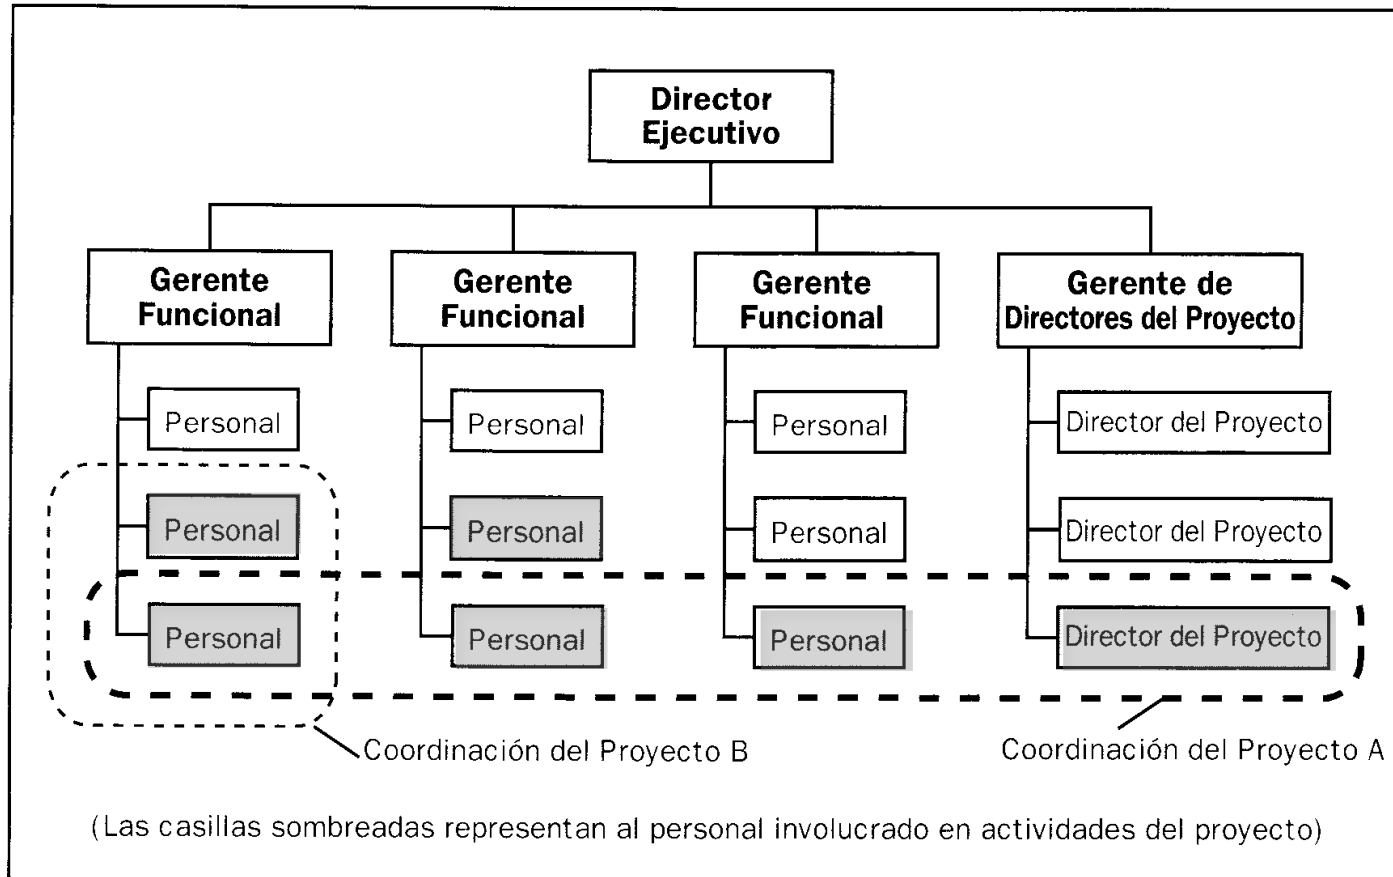 Director
Ejecutivo
Gerente
Funcional
Gerente
Funcional
Gerente
Funcional
Gerente de
Directores del Proyecto
Personal
Personal
Personal
Director del Proyecto
Personal
Personal
Personal
Director del Proyecto
Personal
Personal
Personal
Director del Proyecto
Coordinación del Proyecto B
Coordinación del Proyecto A
(Las casillas sombreadas representan al personal involucrado en actividades del proyecto)